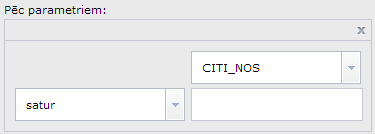 Pēc parametriem:
x
CITI_NOS
satur